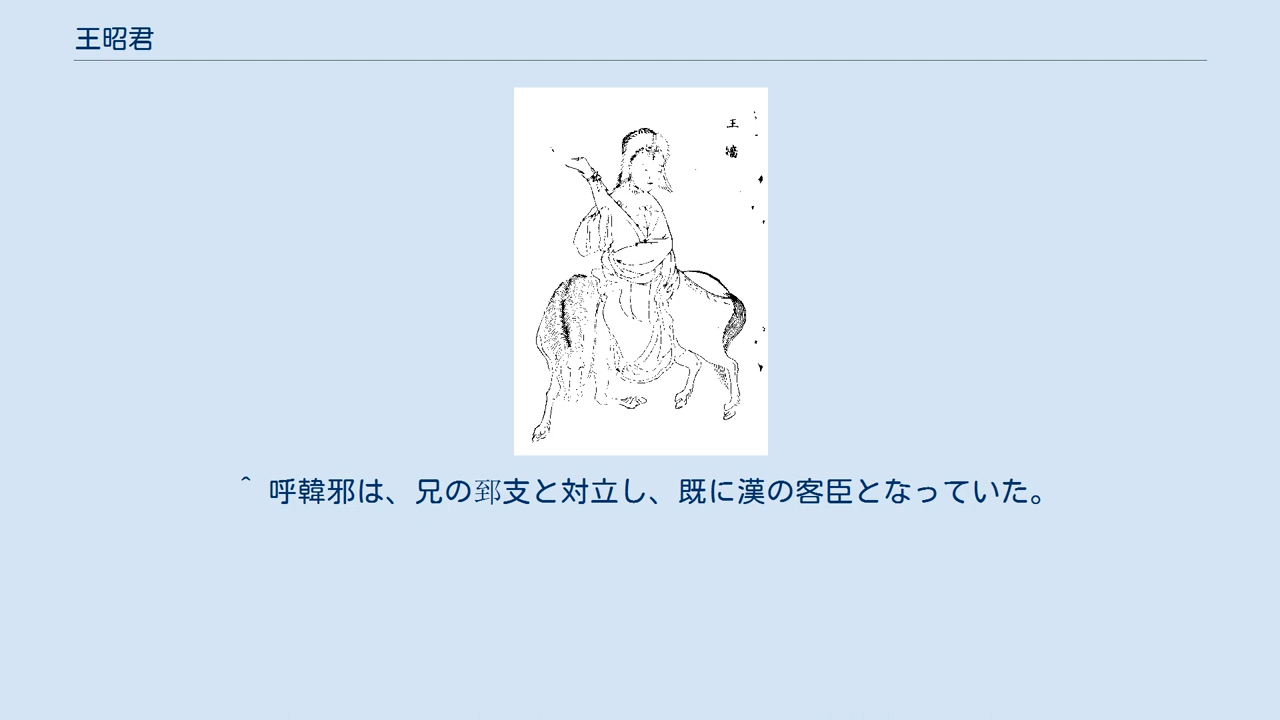 王昭君
王
嬙
^ 呼韓邪は、兄の郅支と対立し、既に漢の客臣となっていた。